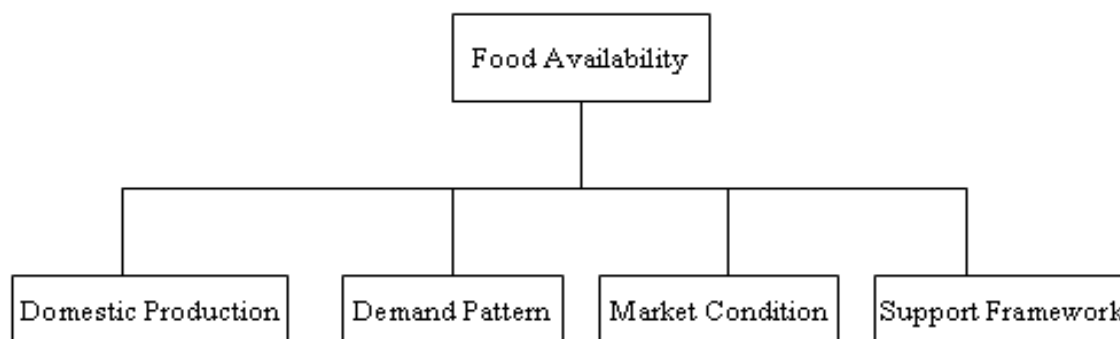 Food Availability
Domestic Production
Demand Pattern
Market Condition
Support Framework